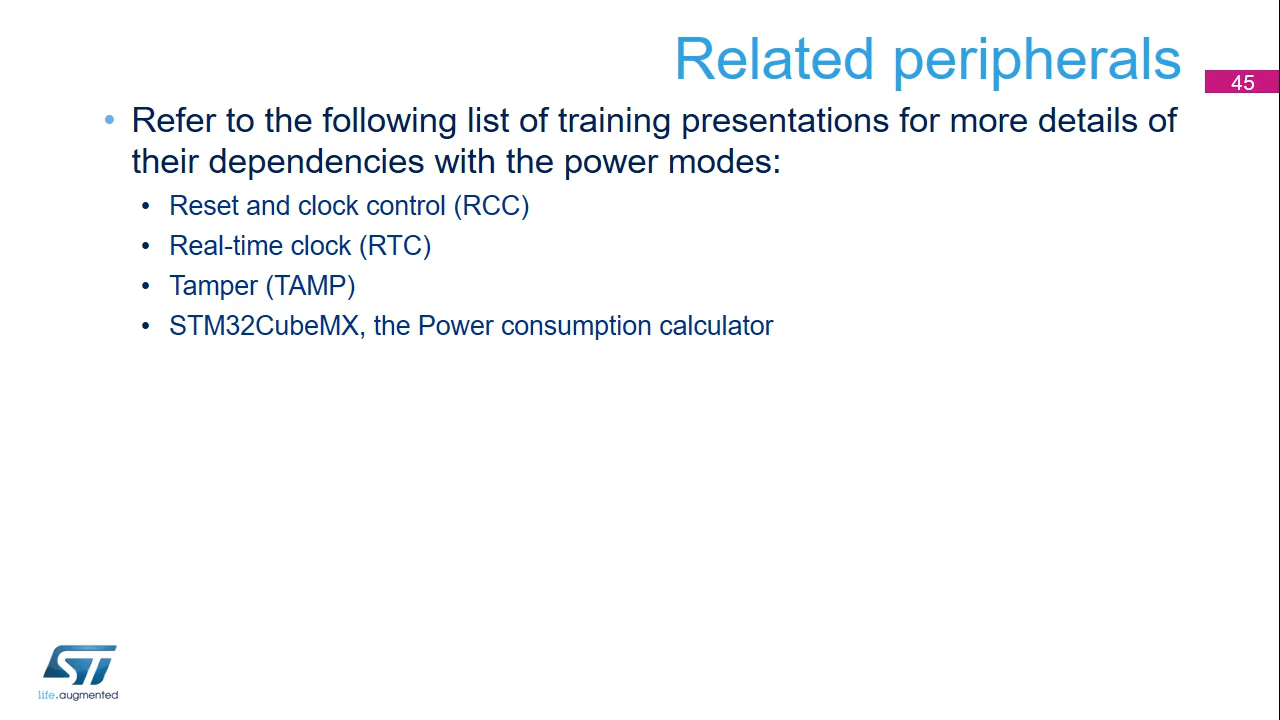 Related peripherals
45
• Refer to the following list of training presentations for more details of
their dependencies with the power modes:
• Reset and clock control (RCC)
• Real-time clock (RTC)
• Tamper (TAMP)
• STM32CubeMX, the Power consumption calculator
ST
life.augmented